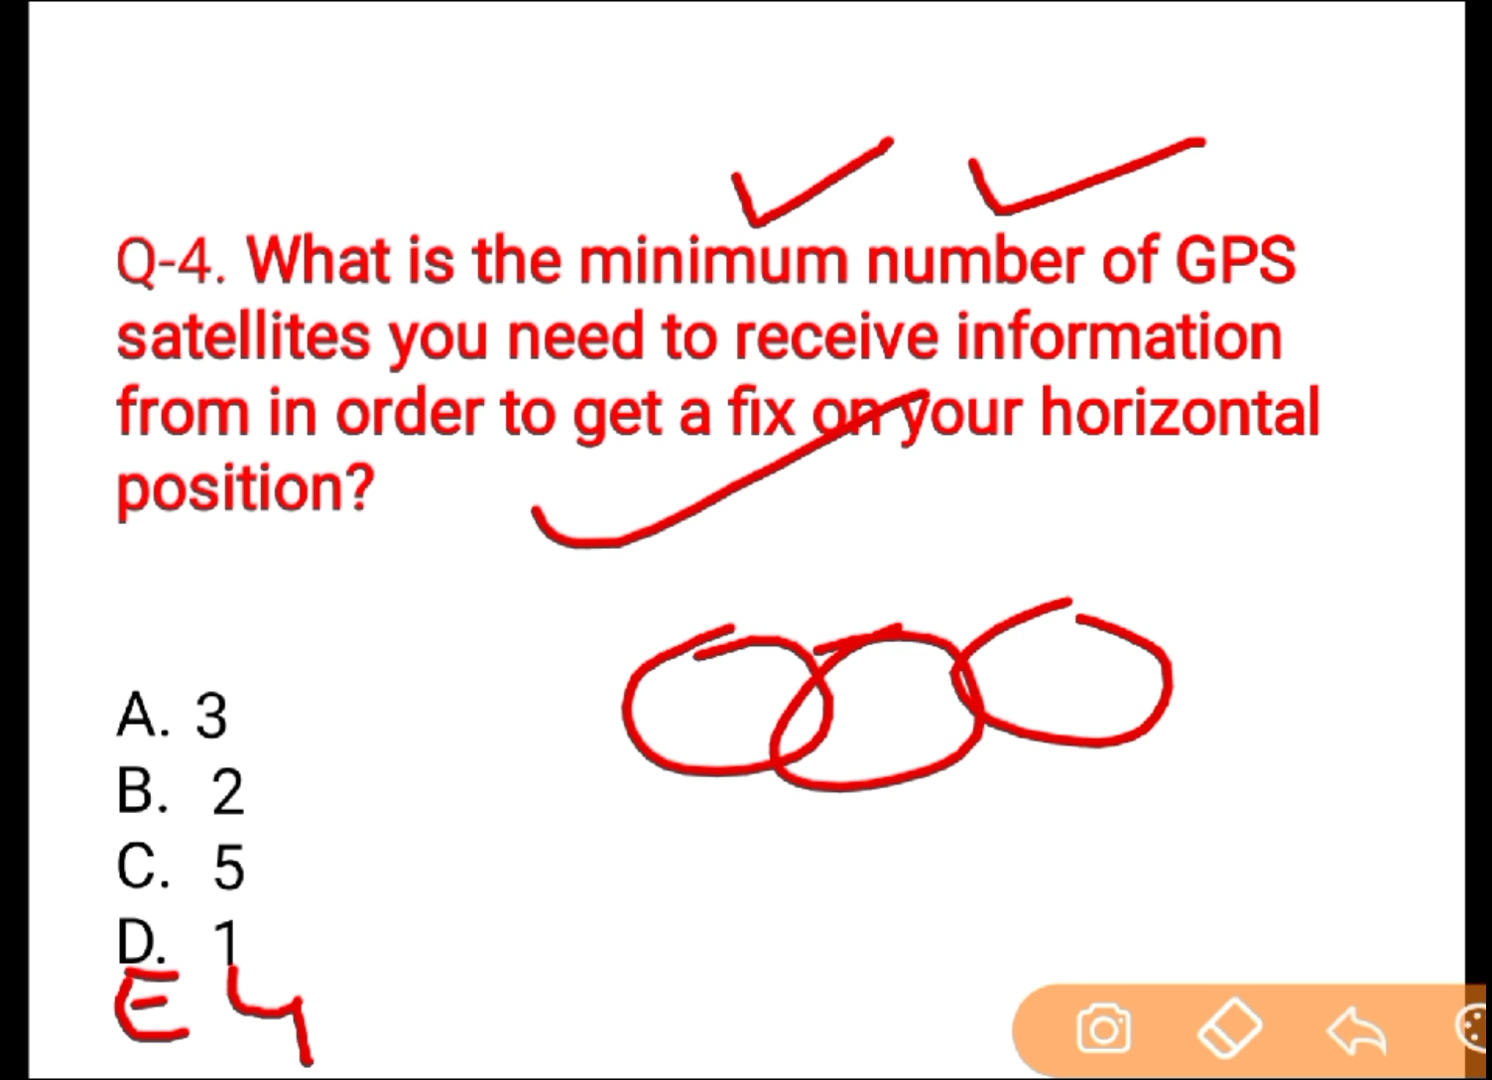 Q-4. What is the minimum number of GPS
satellites you need to receive information
from in order to get a fix on your horizontal
position?
A. 3
B. 2
C. 5
D. 1
E 4